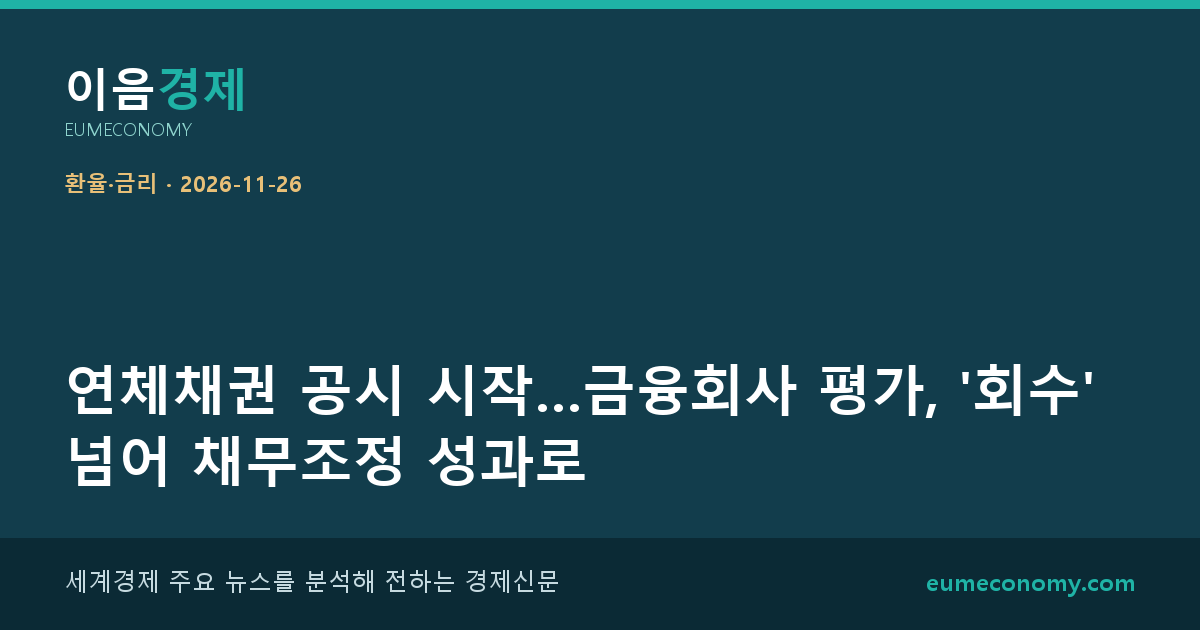 이음경제
EUMECONOMY
환율·금리 · 2026-11-26
연체채권 공시 시작…금융회사 평가, '회수'
넘어 채무조정 성과로
세계경제 주요 뉴스를 분석해 전하는 경제신문
eumeconomy.com